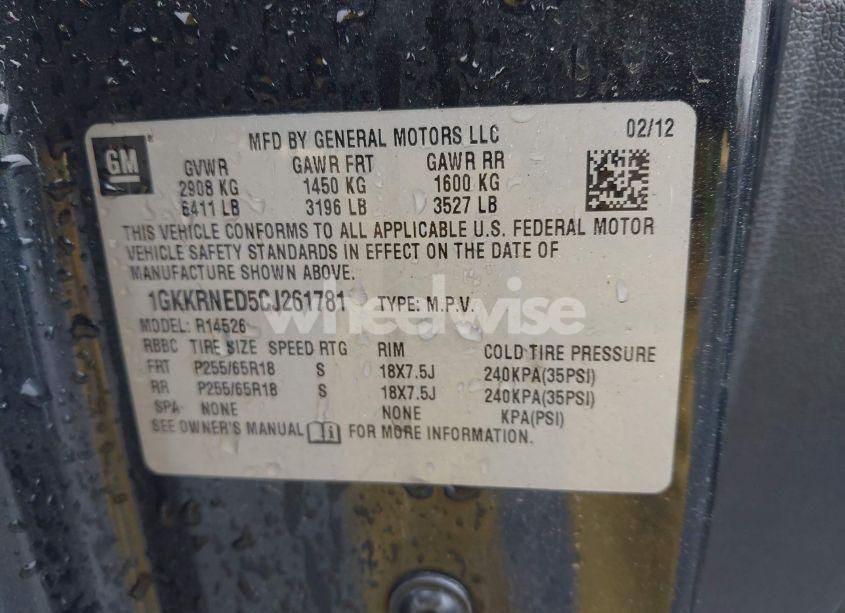 GM
MFD BY GENERAL MOTORS LLC 02/12
GVWR GAWR FRT GAWR RR
2908 KG 1450 KG 1600 KG
6411 LB 3196 LB 3527 LB
THIS VEHICLE CONFORMS TO ALL APPLICABLE U.S. FEDERAL MOTOR
VEHICLE SAFETY STANDARDS IN EFFECT ON THE DATE OF
MANUFACTURE SHOWN ABOVE.
1GKKRNED5CJ261781 TYPE: M.P.V.
wheelwise
MODEL: R14526
RBBC TIRE SIZE SPEED RTG RIM COLD TIRE PRESSURE
FRT P255/65R18 S 18X7.5J 240KPA(35PSI)
RR P255/65R18 S 18X7.5J 240KPA(35PSI)
SPA NONE NONE KPA(PSI)
SEE OWNER'S MANUAL i FOR MORE INFORMATION.